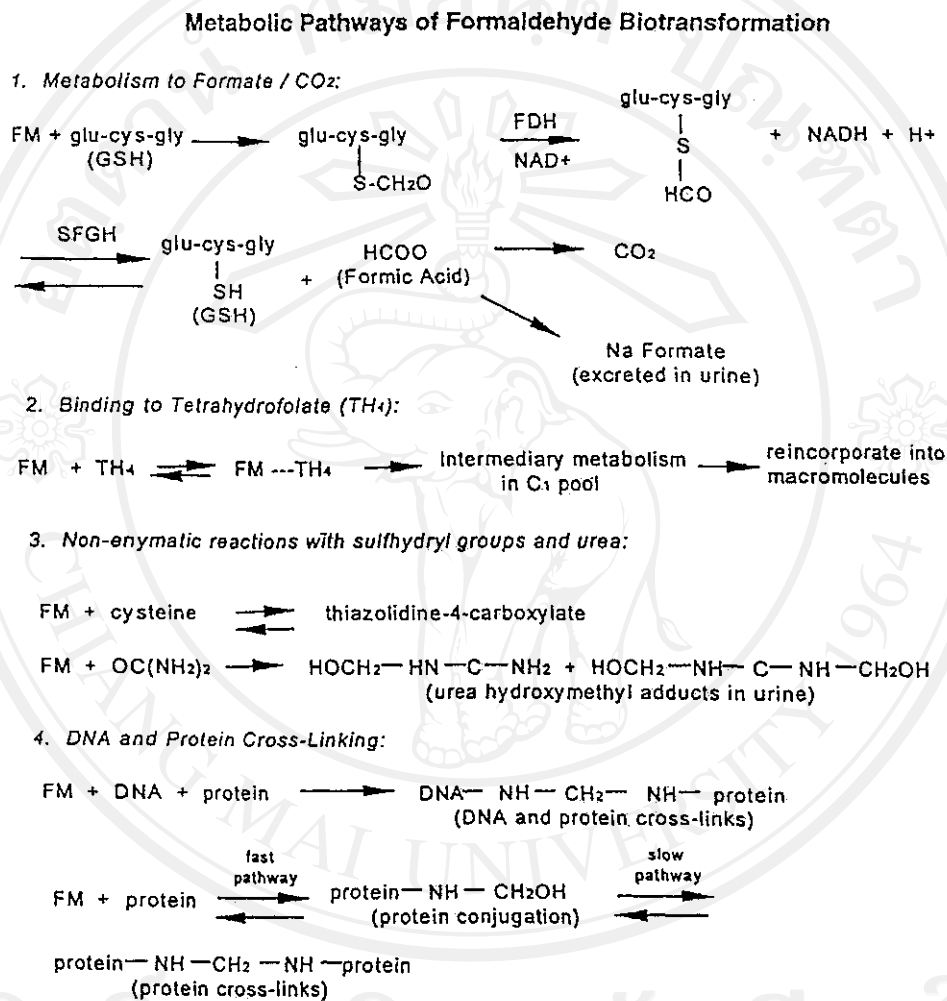 Metabolic Pathways of Formaldehyde Biotransformation
1. Metabolism to Formate / CO2:
FM + glu-cys-gly (GSH) → glu-cys-gly | S-CH2O FDH → NAD+ glu-cys-gly | S | HCO + NADH + H+
SFGH ⇄ glu-cys-gly | SH (GSH) + HCOO (Formic Acid) → CO2
Na Formate
(excreted in urine)
2. Binding to Tetrahydrofolate (TH4):
FM + TH4 ⇄ FM ---TH4 → Intermediary metabolism in C1 pool → reincorporate into macromolecules
3. Non-enymatic reactions with sulfhydryl groups and urea:
FM + cysteine ⇄ thiazolidine-4-carboxylate
FM + OC(NH2)2 → HOCH2— HN —C— NH2 + HOCH2—NH— C— NH —CH2OH
(urea hydroxymethyl adducts in urine)
4. DNA and Protein Cross-Linking:
FM + DNA + protein → DNA— NH — CH2— NH— protein
(DNA and protein cross-links)
FM + protein fast pathway ⇄ protein— NH — CH2OH (protein conjugation) slow pathway ⇄
protein— NH —CH2 — NH —protein
(protein cross-links)
CHIANG MAI UNIVERSITY 1964